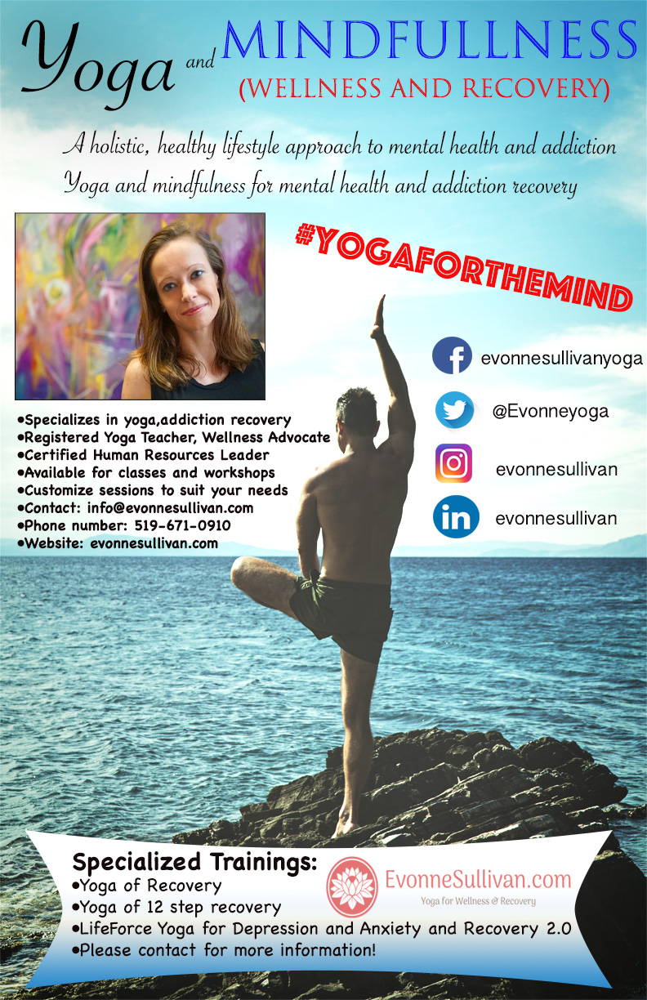 Yoga and MINDFULLNESS
(WELLNESS AND RECOVERY)
A holistic, healthy lifestyle approach to mental health and addiction
Yoga and mindfulness for mental health and addiction recovery
#YOGAFORTHEMIND
evonnesullivanyoga
@Evonneyoga
evonnesullivan
in evonnesullivan
•Specializes in yoga,addiction recovery
•Registered Yoga Teacher, Wellness Advocate
•Certified Human Resources Leader
•Available for classes and workshops
•Customize sessions to suit your needs
•Contact: info@evonnesullivan.com
•Phone number: 519-671-0910
•Website: evonnesullivan.com
Specialized Trainings:
•Yoga of Recovery
•Yoga of 12 step recovery
•LifeForce Yoga for Depression and Anxiety and Recovery 2.0
•Please contact for more information!
EvonneSullivan.com
Yoga for Wellness & Recovery